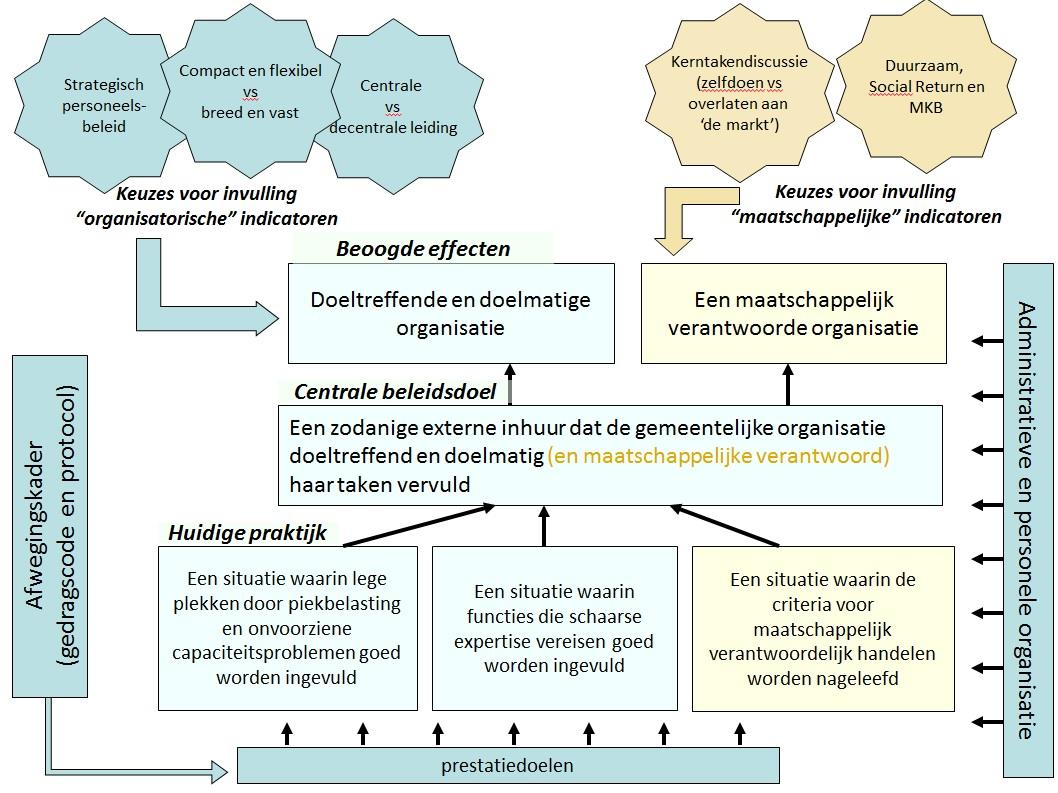 Strategisch
personeels-
beleid
Compact en flexibel
vs
breed en vast
Centrale
vs
decentrale leiding
Kerntakendiscussie
(zelfdoen vs
overlaten aan
‘de markt’)
Duurzaam,
Social Return en
MKB
Keuzes voor invulling
“organisatorische” indicatoren
Keuzes voor invulling
“maatschappelijke” indicatoren
Beoogde effecten
Doeltreffende en doelmatige
organisatie
Een maatschappelijk
verantwoorde organisatie
Centrale beleidsdoel
Een zodanige externe inhuur dat de gemeentelijke organisatie
doeltreffend en doelmatig (en maatschappelijke verantwoord)
haar taken vervuld
Huidige praktijk
Een situatie waarin lege
plekken door piekbelasting
en onvoorziene
capaciteitsproblemen goed
worden ingevuld
Een situatie waarin
functies die schaarse
expertise vereisen goed
worden ingevuld
Een situatie waarin de
criteria voor
maatschappelijk
verantwoordelijk handelen
worden nageleefd
prestatiedoelen
Afwegingskader
(gedragscode en protocol)
Administratieve en personele organisatie